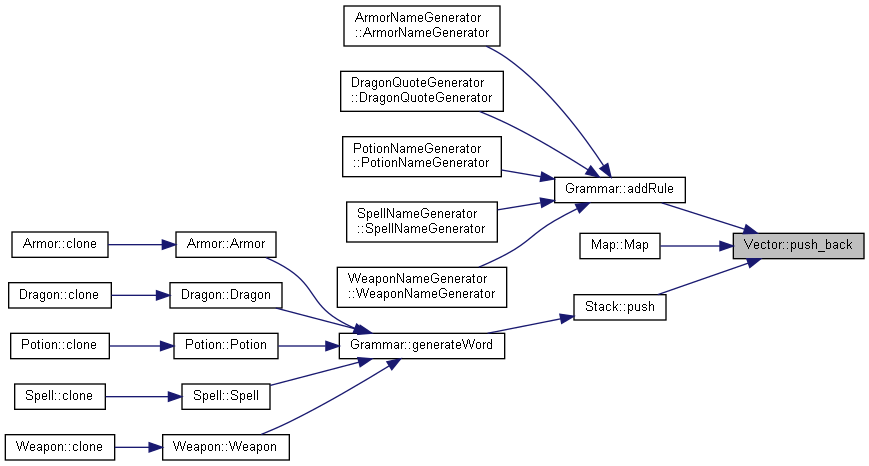 ArmorNameGenerator
::ArmorNameGenerator
DragonQuoteGenerator
::DragonQuoteGenerator
PotionNameGenerator
::PotionNameGenerator
Grammar::addRule
SpellNameGenerator
::SpellNameGenerator
Armor::clone
Armor::Armor
Map::Map
Vector::push_back
WeaponNameGenerator
::WeaponNameGenerator
Dragon::clone
Dragon::Dragon
Stack::push
Potion::clone
Potion::Potion
Grammar::generateWord
Spell::clone
Spell::Spell
Weapon::clone
Weapon::Weapon